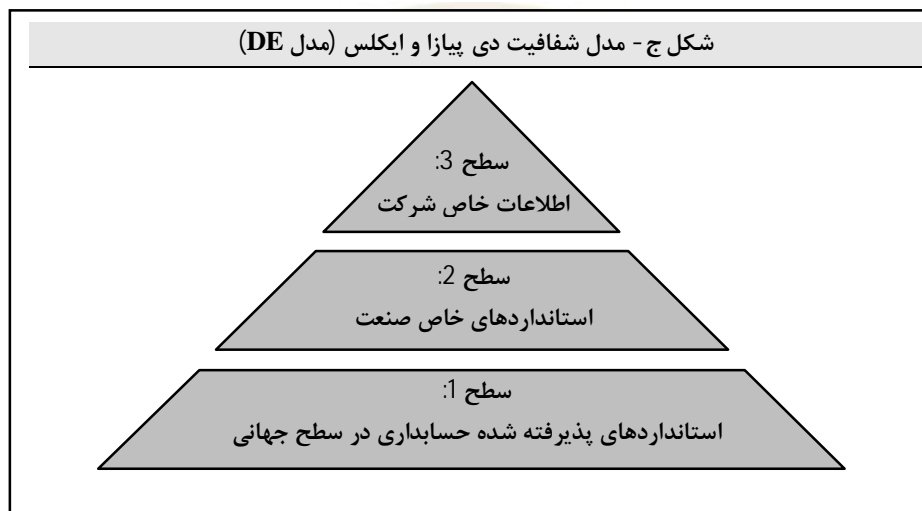 شکل ج - مدل شفافیت دی پیازا و ایکلس (مدل DE)
سطح 3:
اطلاعات خاص شرکت
سطح 2:
استانداردهای خاص صنعت
سطح 1:
استانداردهای پذیرفته شده حسابداری در سطح جهانی